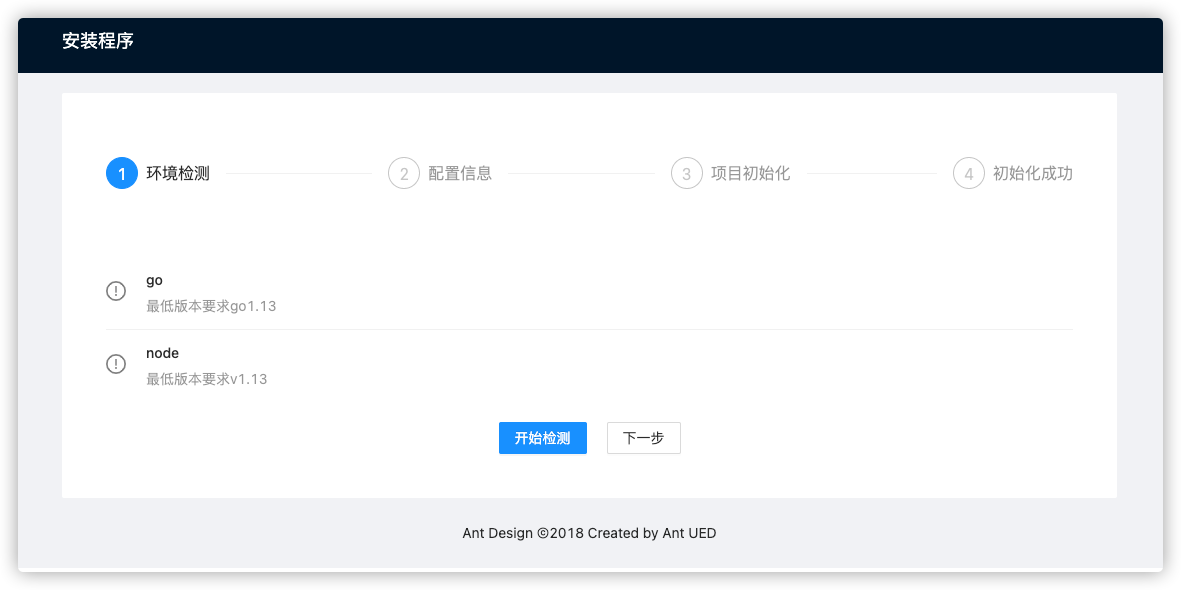 安装程序
1 环境检测 2 配置信息 3 项目初始化 4 初始化成功
go
最低版本要求go1.13
node
最低版本要求v1.13
开始检测 下一步
Ant Design ©2018 Created by Ant UED